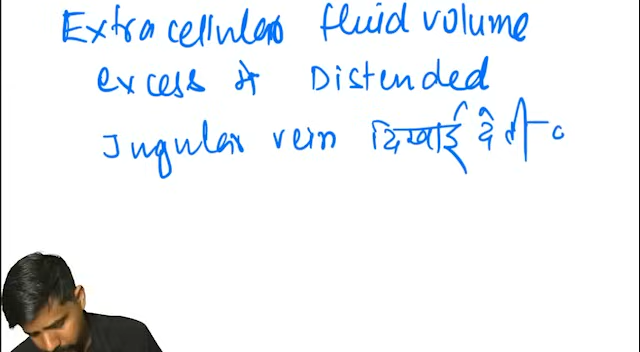 Extracellular fluid volume
excess में Distended
Jugular vein दिखाई देती